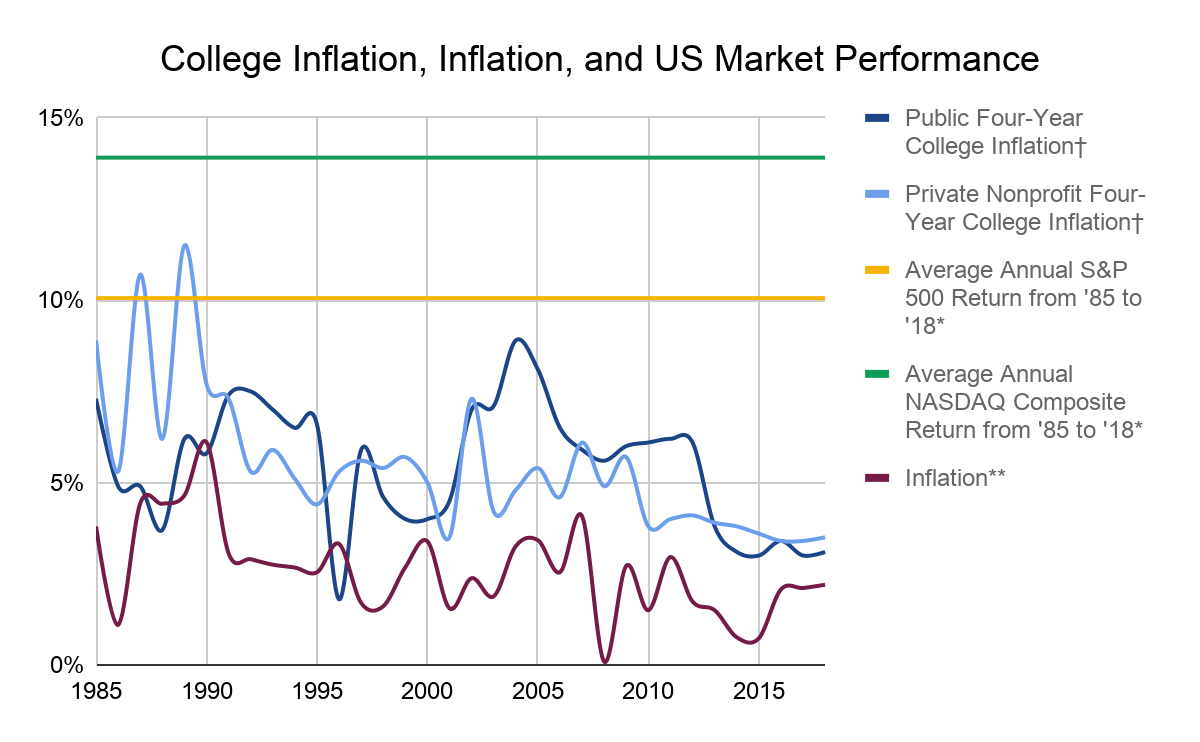 College Inflation, Inflation, and US Market Performance
15%
10%
5%
0%
1985 1990 1995 2000 2005 2010 2015
Public Four-Year
College Inflation†
Private Nonprofit Four-
Year College Inflation†
Average Annual S&P
500 Return from '85 to
'18*
Average Annual
NASDAQ Composite
Return from '85 to '18*
Inflation**